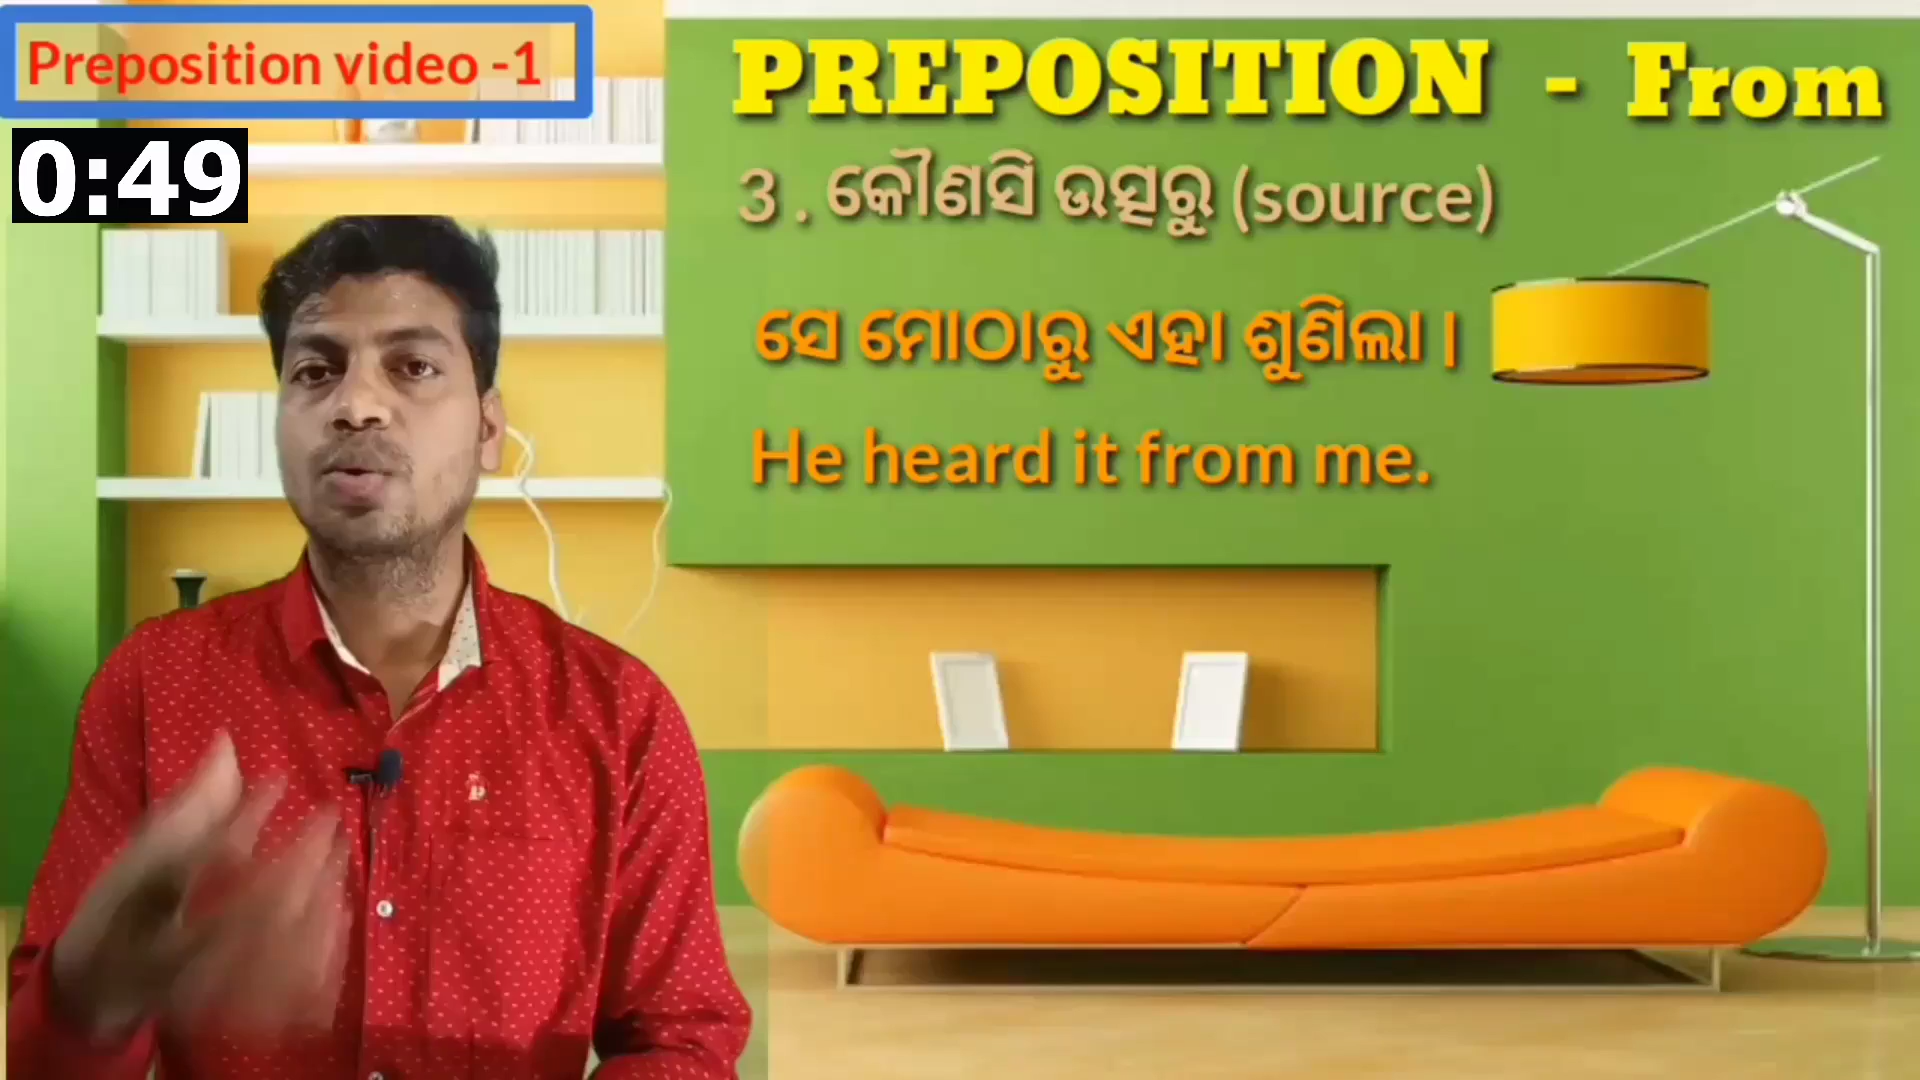 Preposition video -1
0:49
PREPOSITION - From
3 . କୌଣସି ଉତ୍ସରୁ (source)
ସେ ମୋଠାରୁ ଏହା ଶୁଣିଲା ।
He heard it from me.